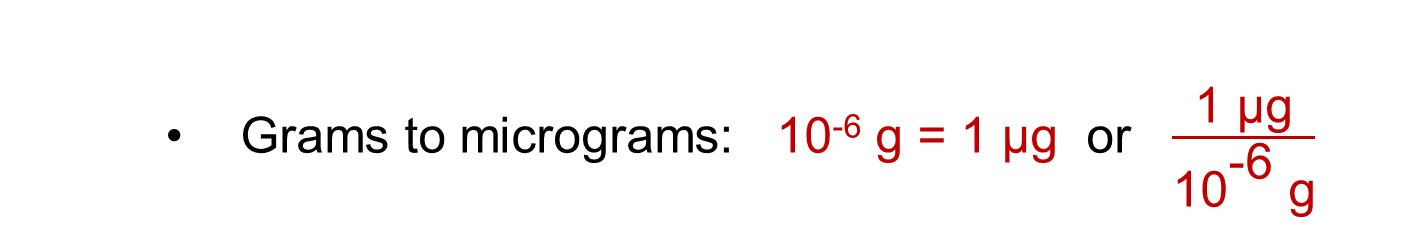 • Grams to micrograms: 10⁻⁶ g = 1 µg or 1 µg / 10⁻⁶ g